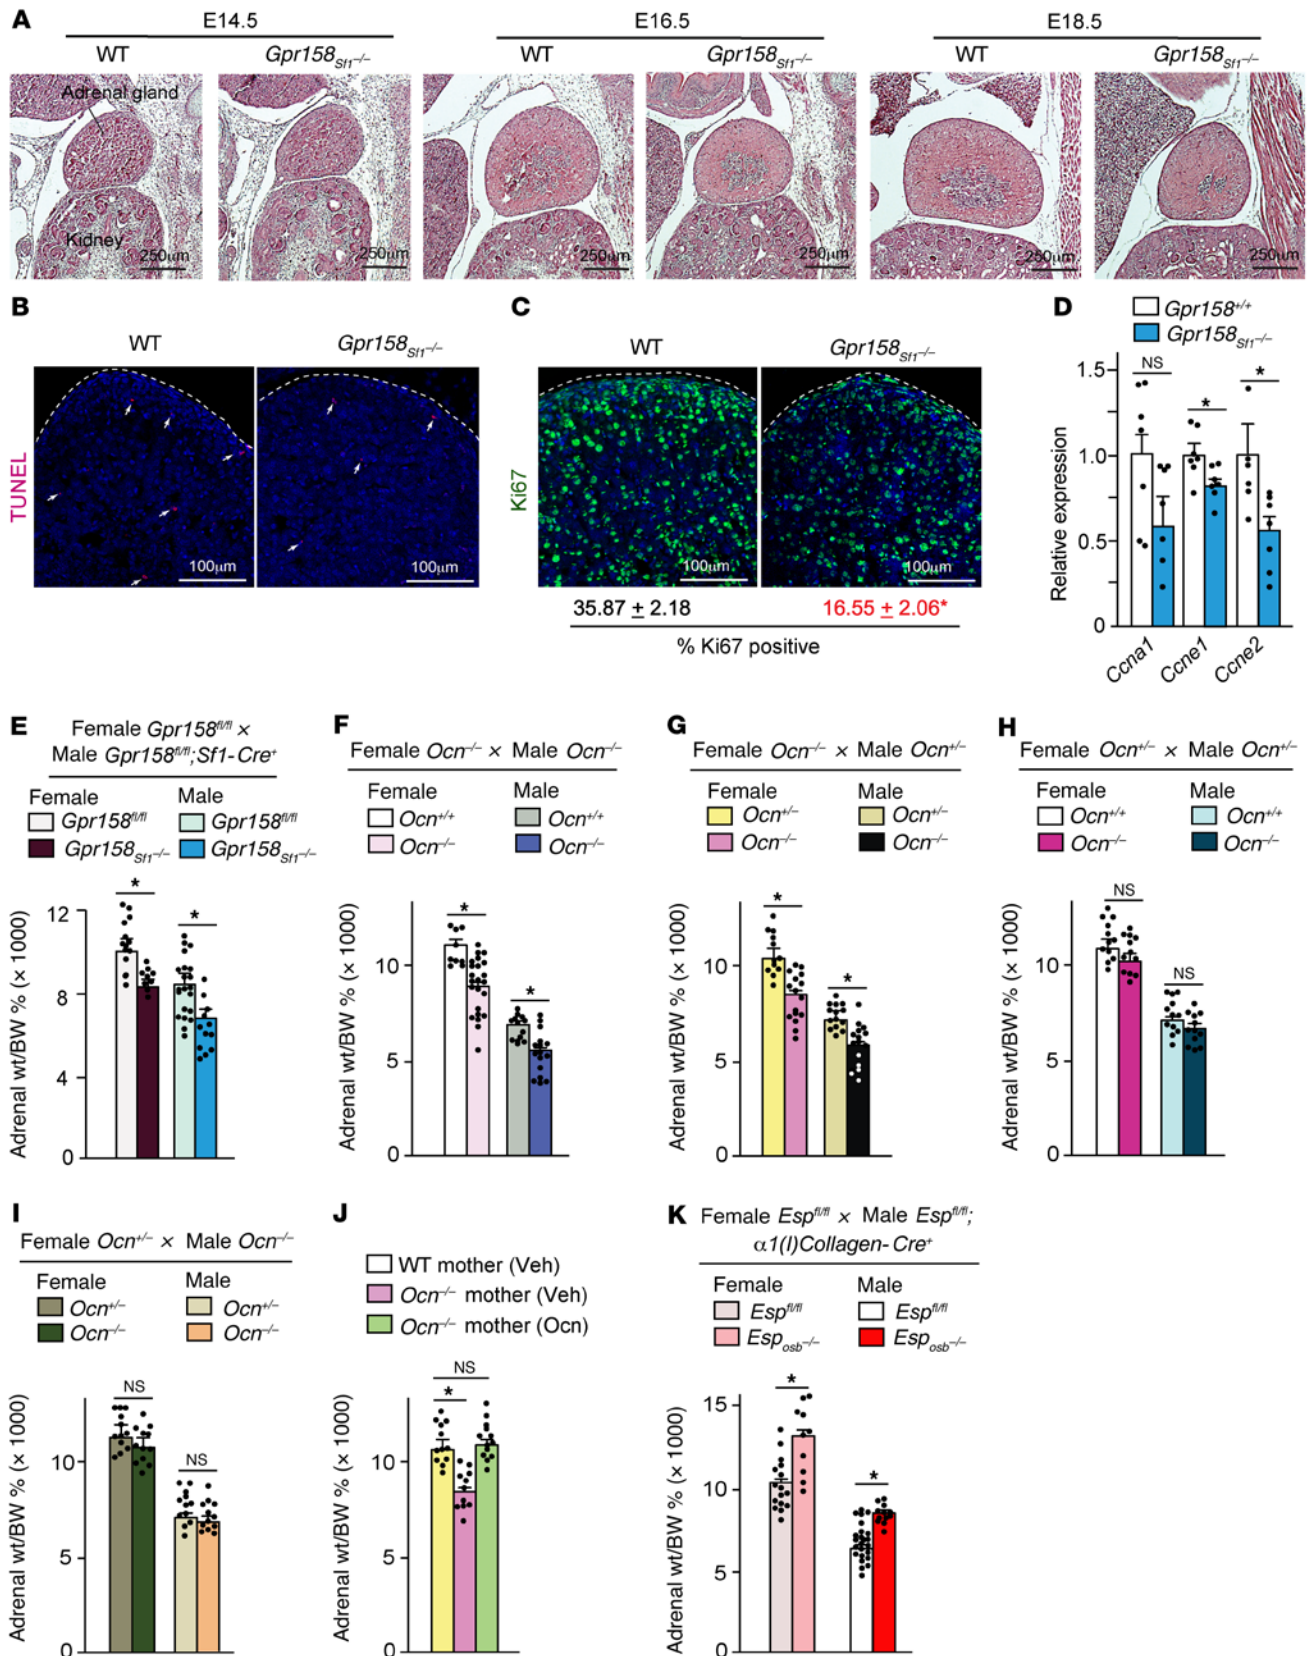 A
E14.5
E16.5
E18.5
WT
Gpr158Sf1–/–
WT
Gpr158Sf1–/–
WT
Gpr158Sf1–/–
Adrenal gland
Kidney
250μm
250μm
250μm
250μm
250μm
250μm
B
WT
Gpr158Sf1–/–
TUNEL
100μm
100μm
C
WT
Gpr158Sf1–/–
Ki67
100μm
100μm
35.87 ± 2.18
16.55 ± 2.06*
% Ki67 positive
D
Gpr158+/+
Gpr158Sf1–/–
Relative expression
1.5
1.0
0.5
0
NS
*
*
Ccna1
Ccne1
Ccne2
E
Female Gpr158fl/fl ×
Male Gpr158fl/fl;Sf1-Cre+
Female
Male
Gpr158fl/fl
Gpr158fl/fl
Gpr158Sf1–/–
Gpr158Sf1–/–
Adrenal wt/BW % (× 1000)
12
8
4
0
*
*
F
Female Ocn–/– × Male Ocn–/–
Female
Male
Ocn+/+
Ocn+/+
Ocn–/–
Ocn–/–
Adrenal wt/BW % (× 1000)
10
5
0
*
*
G
Female Ocn–/– × Male Ocn+/–
Female
Male
Ocn+/–
Ocn+/–
Ocn–/–
Ocn–/–
Adrenal wt/BW % (× 1000)
10
5
0
*
*
H
Female Ocn+/– × Male Ocn+/–
Female
Male
Ocn+/+
Ocn+/+
Ocn–/–
Ocn–/–
Adrenal wt/BW % (× 1000)
10
5
0
NS
NS
I
Female Ocn+/– × Male Ocn–/–
Female
Male
Ocn+/–
Ocn+/–
Ocn–/–
Ocn–/–
Adrenal wt/BW % (× 1000)
10
5
0
NS
NS
J
WT mother (Veh)
Ocn–/– mother (Veh)
Ocn–/– mother (Ocn)
Adrenal wt/BW % (× 1000)
10
5
0
NS
*
K
Female Espfl/fl × Male Espfl/fl;
α1(I)Collagen-Cre+
Female
Male
Espfl/fl
Espfl/fl
Esposb–/–
Esposb–/–
Adrenal wt/BW % (× 1000)
15
10
5
0
*
*